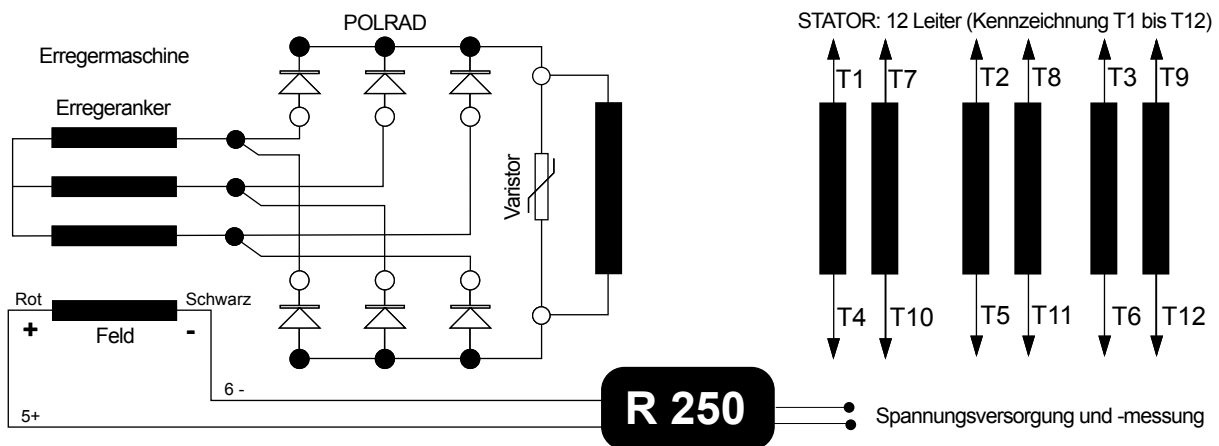 POLRAD
STATOR: 12 Leiter (Kennzeichnung T1 bis T12)
Erregermaschine
T1 T7 T2 T8 T3 T9
Erregeranker
Varistor
Rot
Schwarz
+ -
Feld
T4 T10 T5 T11 T6 T12
6 -
5+
R 250
Spannungsversorgung und -messung